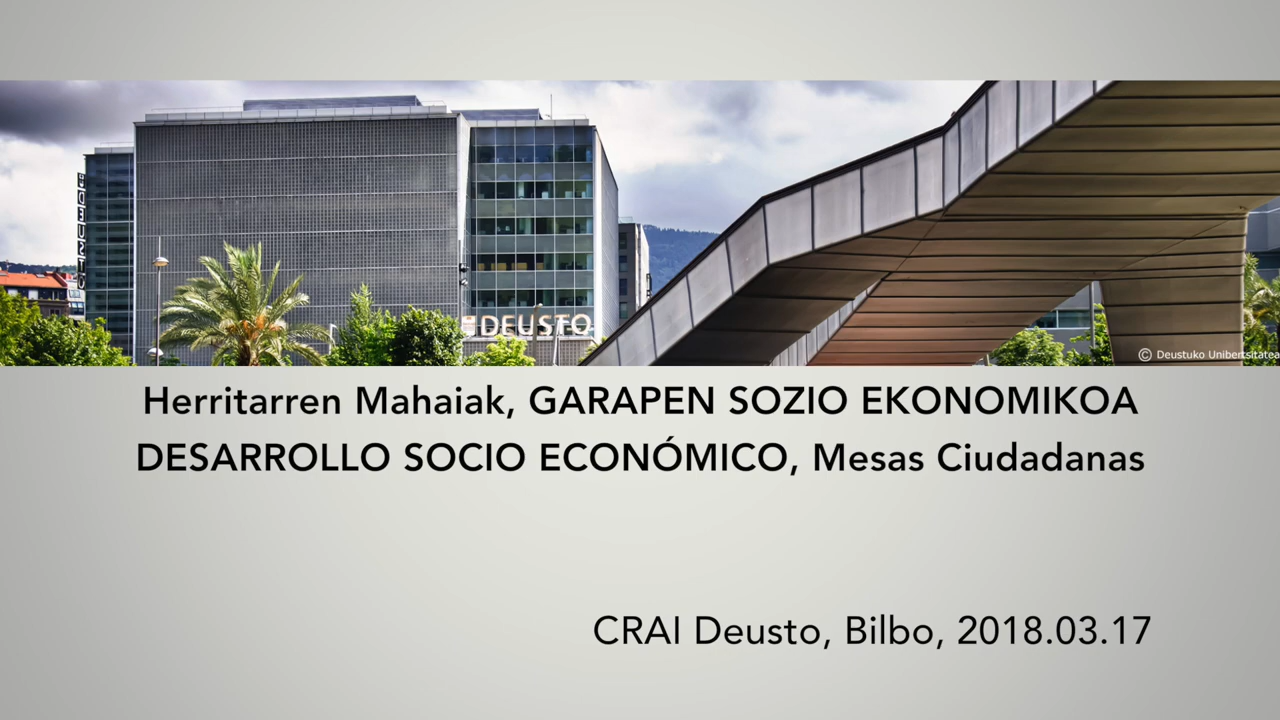 DEUSTO
DEUSTO
© Deustuko Unibertsitatea
Herritarren Mahaiak, GARAPEN SOZIO EKONOMIKOA
DESARROLLO SOCIO ECONÓMICO, Mesas Ciudadanas
CRAI Deusto, Bilbo, 2018.03.17